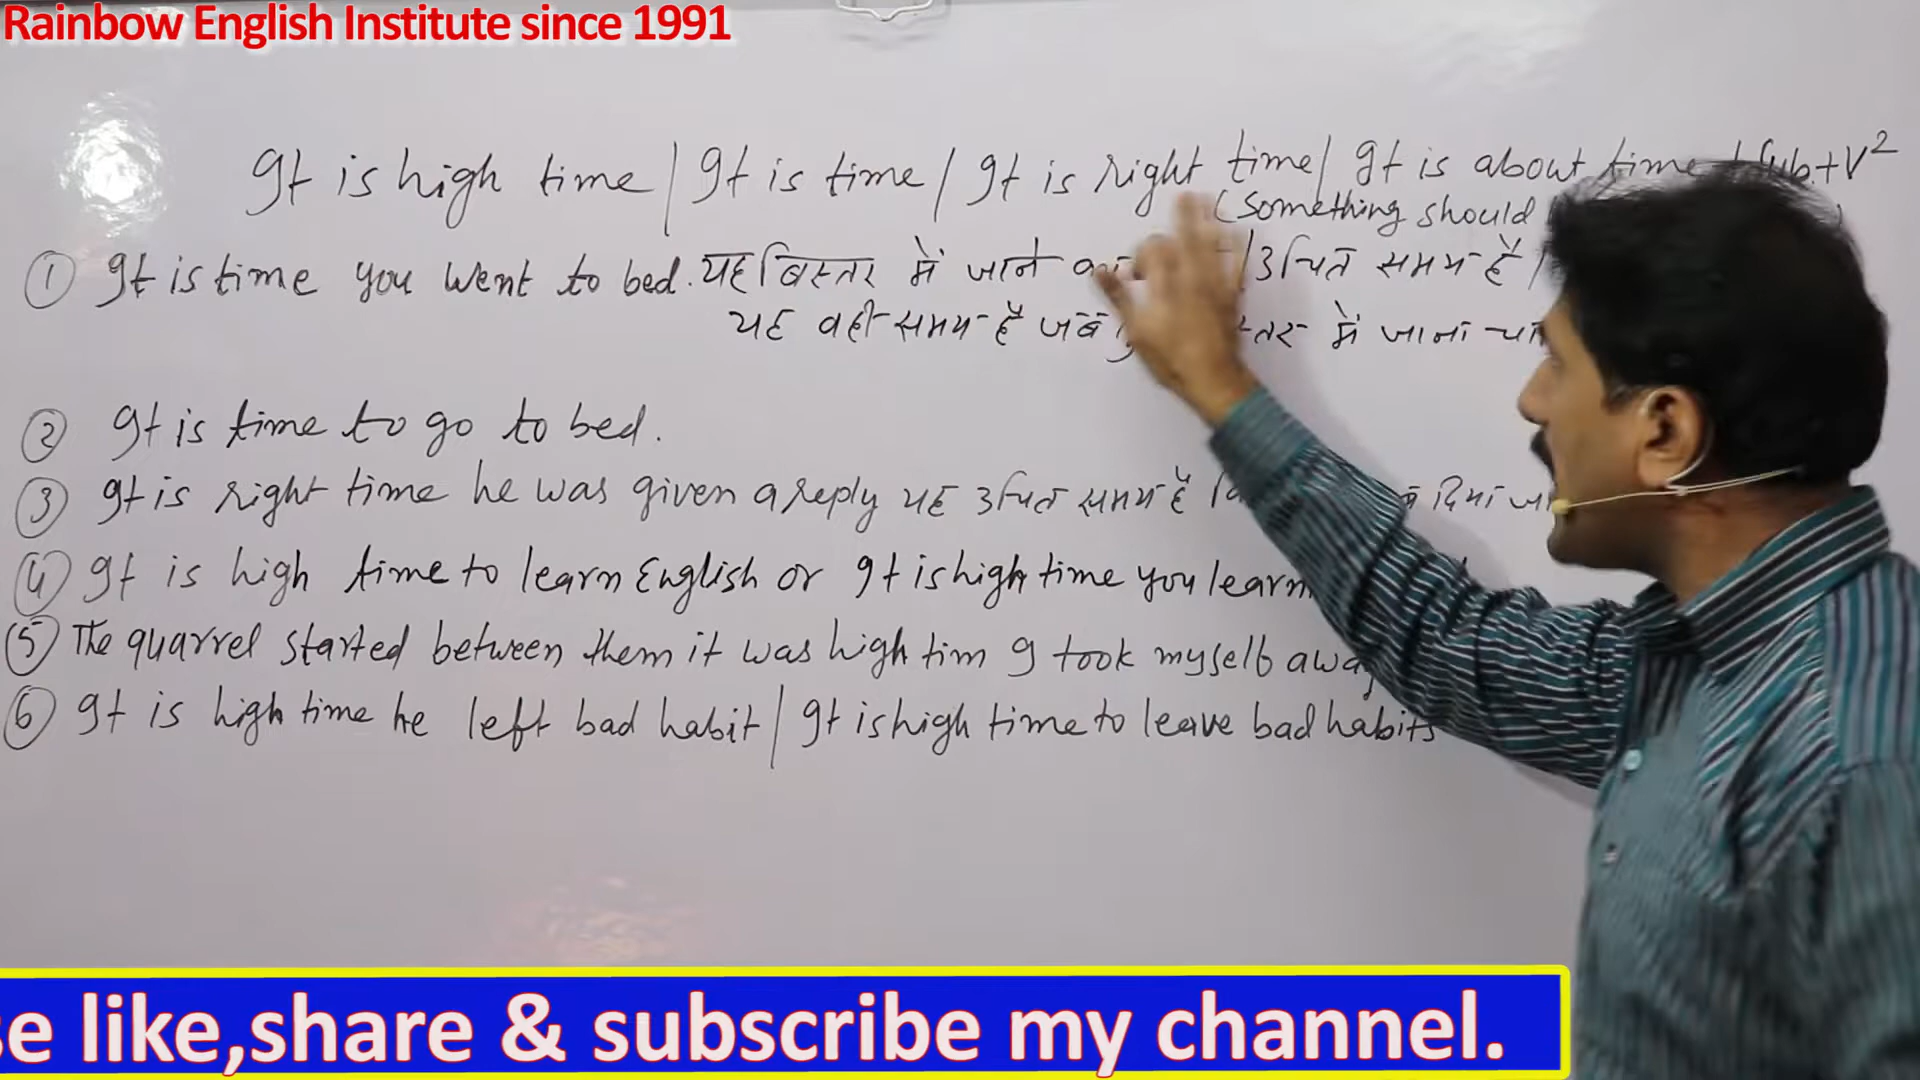 Rainbow English Institute since 1991
It is high time / It is time / It is right time / It is about time + Sub. + V²
(Something should
① It is time you went to bed. यह बिस्तर में जाने का / उचित समय है /
यह वही समय है जब में जाना
② It is time to go to bed.
③ It is right time he was given a reply यह उचित समय है दिया
④ It is high time to learn English or It is high time you learn
⑤ The quarrel started between them it was high tim I took myself away
⑥ It is high time he left bad habit / It is high time to leave bad habits
se like,share & subscribe my channel.